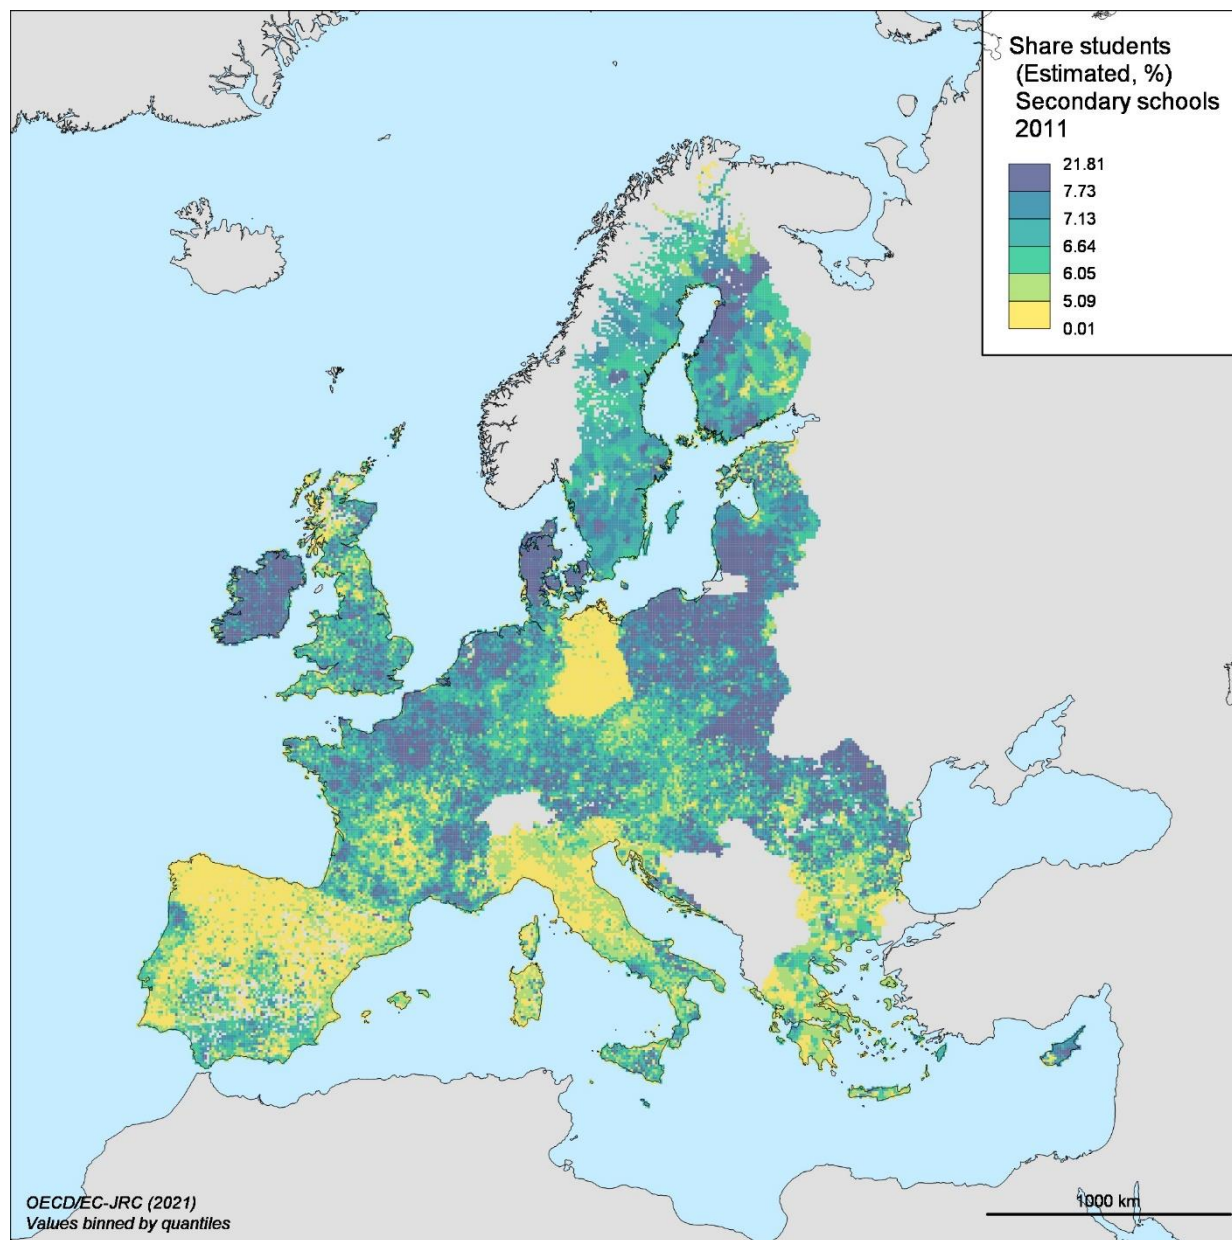 Share students
(Estimated, %)
Secondary schools
2011
21.81
7.73
7.13
6.64
6.05
5.09
0.01
OECD/EC-JRC (2021)
Values binned by quantiles
1000 km